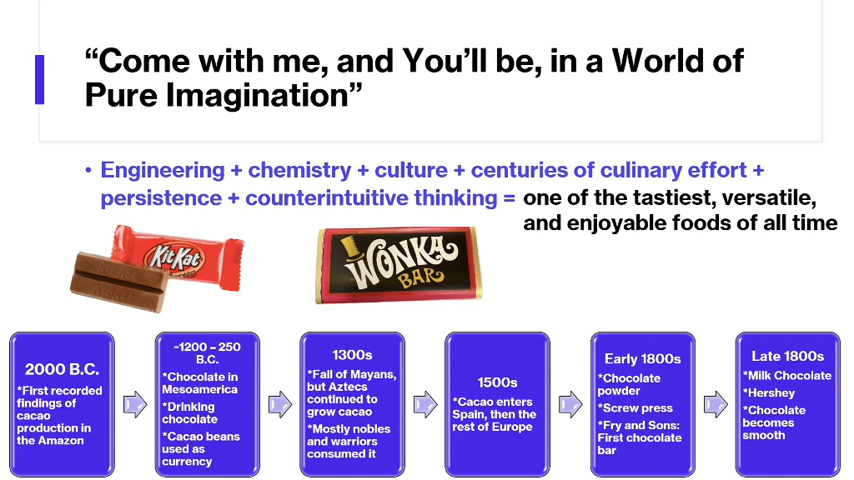 “Come with me, and You’ll be, in a World of
Pure Imagination”
• Engineering + chemistry + culture + centuries of culinary effort +
persistence + counterintuitive thinking = one of the tastiest, versatile,
and enjoyable foods of all time
KitKat
WONKA
BAR
2000 B.C.
*First recorded
findings of
cacao
production in
the Amazon
~1200 – 250
B.C.
*Chocolate in
Mesoamerica
*Drinking
chocolate
*Cacao beans
used as
currency
1300s
*Fall of Mayans,
but Aztecs
continued to
grow cacao
*Mostly nobles
and warriors
consumed it
1500s
*Cacao enters
Spain, then the
rest of Europe
Early 1800s
*Chocolate
powder
*Screw press
*Fry and Sons:
First chocolate
bar
Late 1800s
*Milk Chocolate
*Hershey
*Chocolate
becomes
smooth